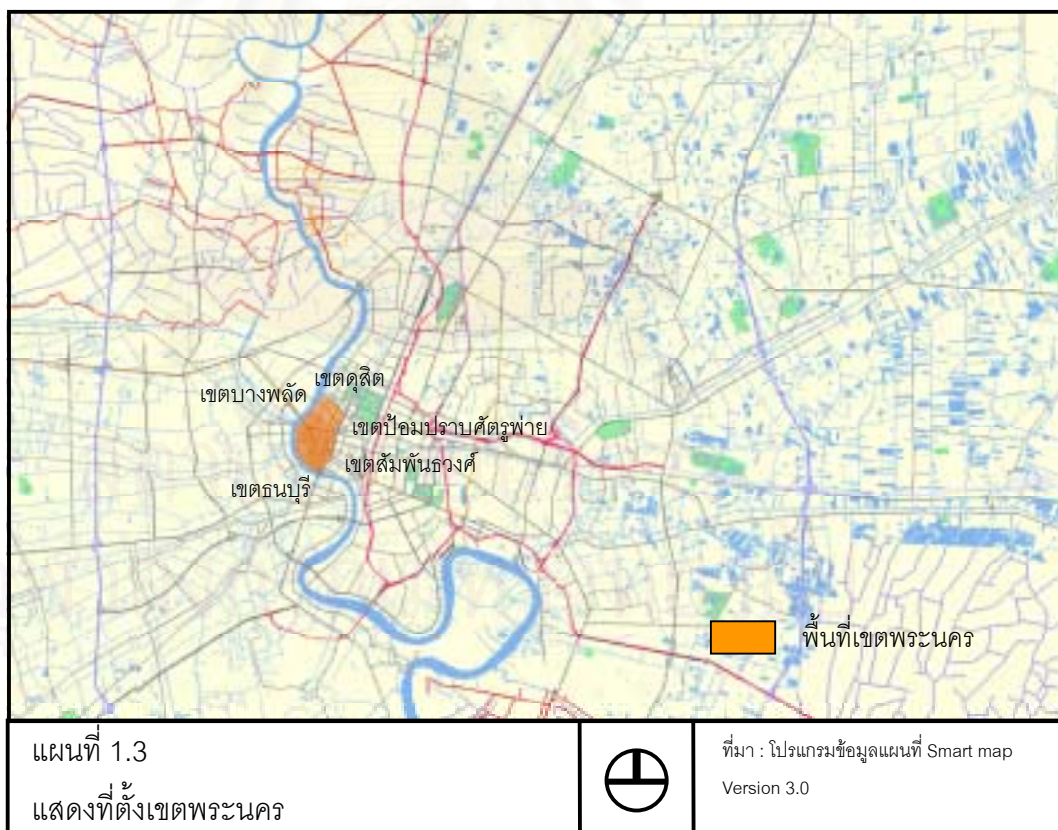 เขตดุสิต
เขตบางพลัด
เขตป้อมปราบศัตรูพ่าย
เขตสัมพันธวงศ์
เขตธนบุรี
พื้นที่เขตพระนคร
แผนที่ 1.3
แสดงที่ตั้งเขตพระนคร
ที่มา : โปรแกรมข้อมูลแผนที่ Smart map
Version 3.0